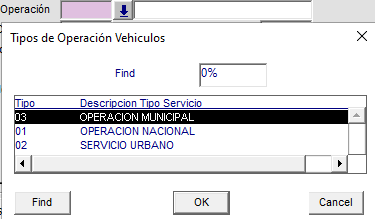 Operación
Tipos de Operación Vehiculos
Find 0%
Tipo Descripcion Tipo Servicio
03 OPERACION MUNICIPAL
01 OPERACION NACIONAL
02 SERVICIO URBANO
Find OK Cancel